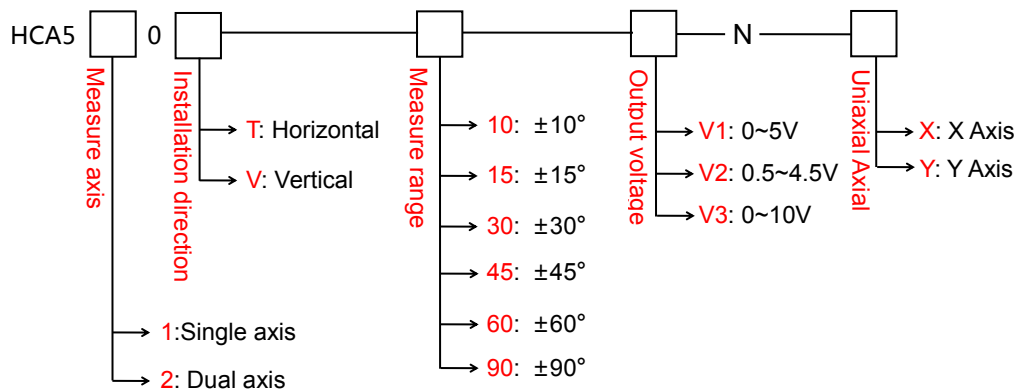 HCA5 0 N
Measure axis
Installation direction
Measure range
Output voltage
Uniaxial Axial
T: Horizontal
V: Vertical
10: ±10°
15: ±15°
30: ±30°
45: ±45°
60: ±60°
90: ±90°
V1: 0~5V
V2: 0.5~4.5V
V3: 0~10V
X: X Axis
Y: Y Axis
1:Single axis
2: Dual axis